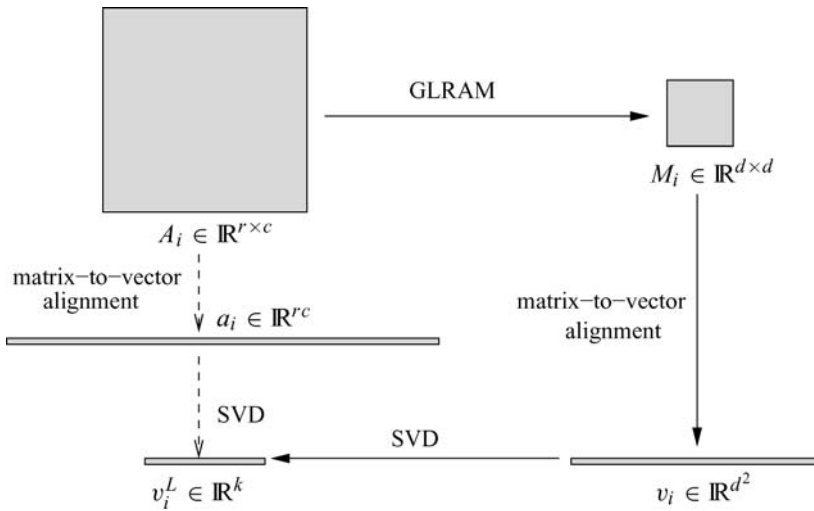 GLRAM
M_i ∈ ℝ^{d×d}
A_i ∈ ℝ^{r×c}
matrix−to−vector
alignment
a_i ∈ ℝ^{rc}
matrix−to−vector
alignment
SVD
SVD
v_i^L ∈ ℝ^k
v_i ∈ ℝ^{d^2}